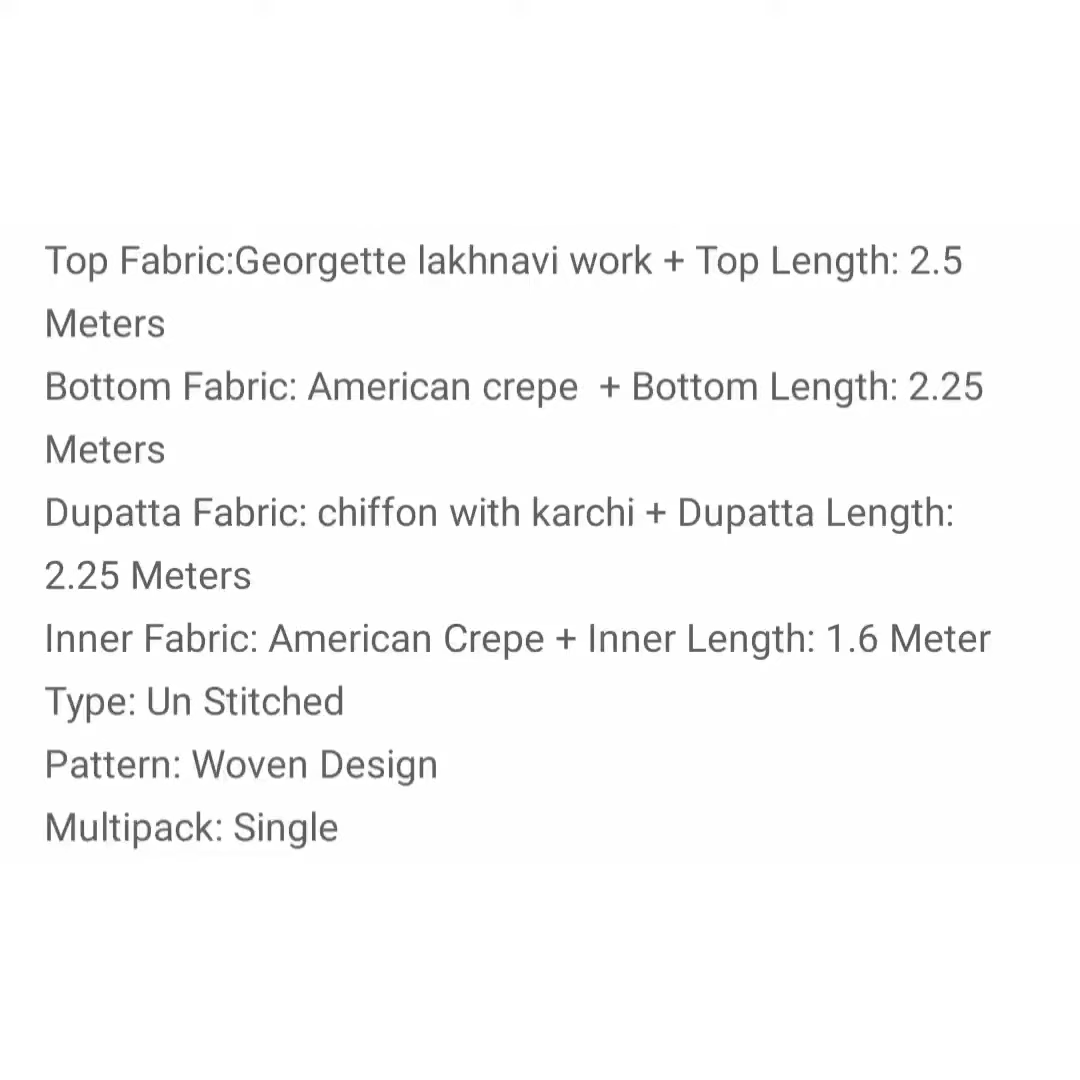 Top Fabric:Georgette lakhnavi work + Top Length: 2.5
Meters
Bottom Fabric: American crepe  + Bottom Length: 2.25
Meters
Dupatta Fabric: chiffon with karchi + Dupatta Length:
2.25 Meters
Inner Fabric: American Crepe + Inner Length: 1.6 Meter
Type: Un Stitched
Pattern: Woven Design
Multipack: Single